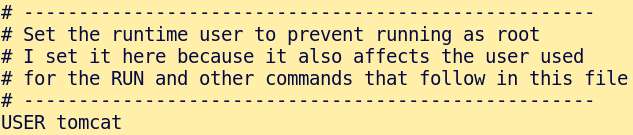 # ---------------------------------------------------
# Set the runtime user to prevent running as root
# I set it here because it also affects the user used
# for the RUN and other commands that follow in this file
# ---------------------------------------------------
USER tomcat